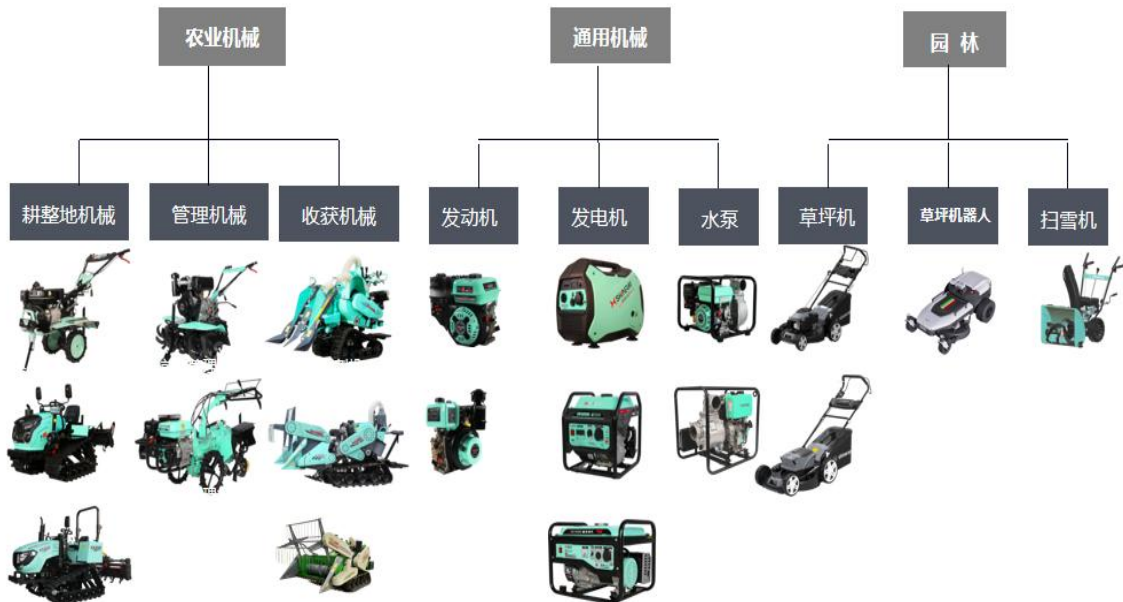 农业机械
通用机械
园 林
耕整地机械
管理机械
收获机械
发动机
发电机
水泵
草坪机
草坪机器人
扫雪机